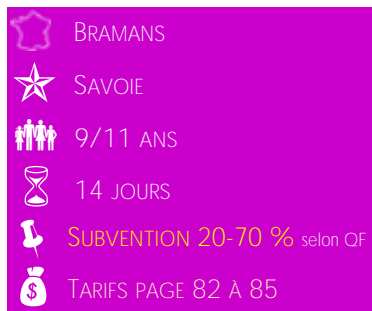 BRAMANS
SAVOIE
9/11 ANS
14 JOURS
SUBVENTION 20-70 % selon QF
$ TARIFS PAGE 82 À 85